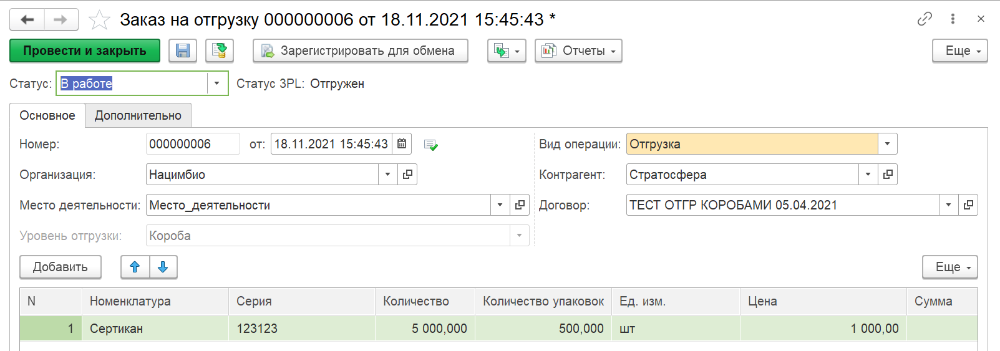 Заказ на отгрузку 000000006 от 18.11.2021 15:45:43 *
Провести и закрыть Зарегистрировать для обмена Отчеты Еще
Статус: В работе Статус 3PL: Отгружен
Основное Дополнительно
Номер: 000000006 от: 18.11.2021 15:45:43 Вид операции: Отгрузка
Организация: Нацимбио Контрагент: Стратосфера
Место деятельности: Место_деятельности Договор: ТЕСТ ОТГР КОРОБАМИ 05.04.2021
Уровень отгрузки: Короба
Добавить Еще
N Номенклатура Серия Количество Количество упаковок Ед. изм. Цена Сумма
1 Сертикан 123123 5 000,000 500,000 шт 1 000,00